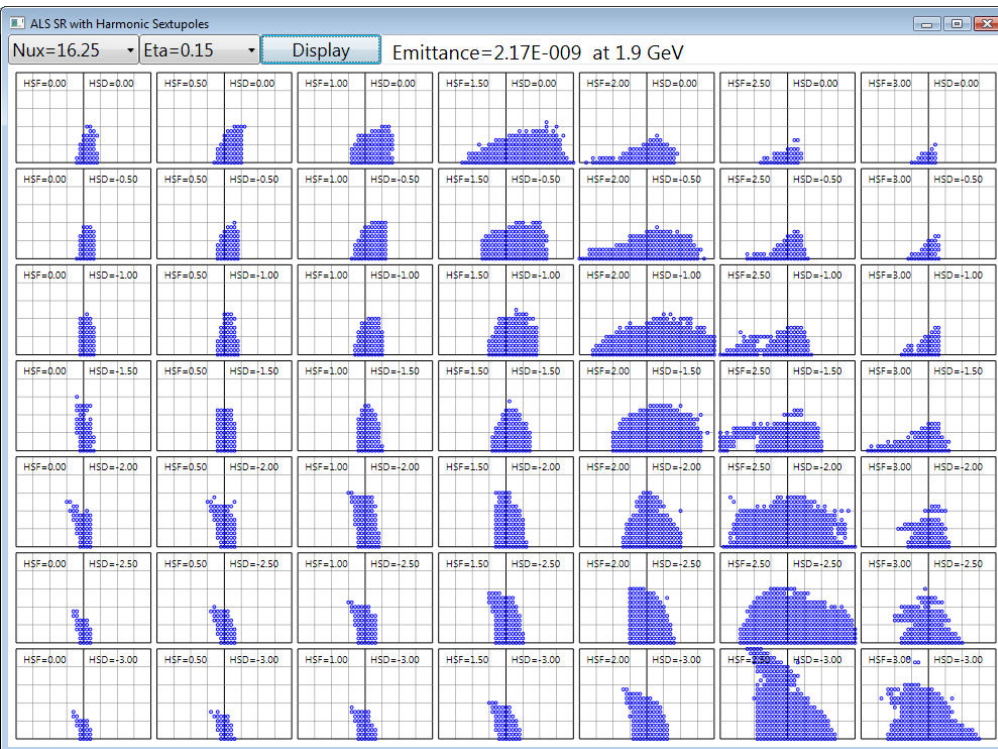 ALS SR with Harmonic Sextupoles
Nux=16.25 Eta=0.15 Display Emittance=2.17E-009 at 1.9 GeV
HSF=0.00 HSD=0.00 HSF=0.50 HSD=0.00 HSF=1.00 HSD=0.00 HSF=1.50 HSD=0.00 HSF=2.00 HSD=0.00 HSF=2.50 HSD=0.00 HSF=3.00 HSD=0.00
HSF=0.00 HSD=-0.50 HSF=0.50 HSD=-0.50 HSF=1.00 HSD=-0.50 HSF=1.50 HSD=-0.50 HSF=2.00 HSD=-0.50 HSF=2.50 HSD=-0.50 HSF=3.00 HSD=-0.50
HSF=0.00 HSD=-1.00 HSF=0.50 HSD=-1.00 HSF=1.00 HSD=-1.00 HSF=1.50 HSD=-1.00 HSF=2.00 HSD=-1.00 HSF=2.50 HSD=-1.00 HSF=3.00 HSD=-1.00
HSF=0.00 HSD=-1.50 HSF=0.50 HSD=-1.50 HSF=1.00 HSD=-1.50 HSF=1.50 HSD=-1.50 HSF=2.00 HSD=-1.50 HSF=2.50 HSD=-1.50 HSF=3.00 HSD=-1.50
HSF=0.00 HSD=-2.00 HSF=0.50 HSD=-2.00 HSF=1.00 HSD=-2.00 HSF=1.50 HSD=-2.00 HSF=2.00 HSD=-2.00 HSF=2.50 HSD=-2.00 HSF=3.00 HSD=-2.00
HSF=0.00 HSD=-2.50 HSF=0.50 HSD=-2.50 HSF=1.00 HSD=-2.50 HSF=1.50 HSD=-2.50 HSF=2.00 HSD=-2.50 HSF=2.50 HSD=-2.50 HSF=3.00 HSD=-2.50
HSF=0.00 HSD=-3.00 HSF=0.50 HSD=-3.00 HSF=1.00 HSD=-3.00 HSF=1.50 HSD=-3.00 HSF=2.00 HSD=-3.00 HSD=-3.00 HSF=3.00 HSD=-3.00